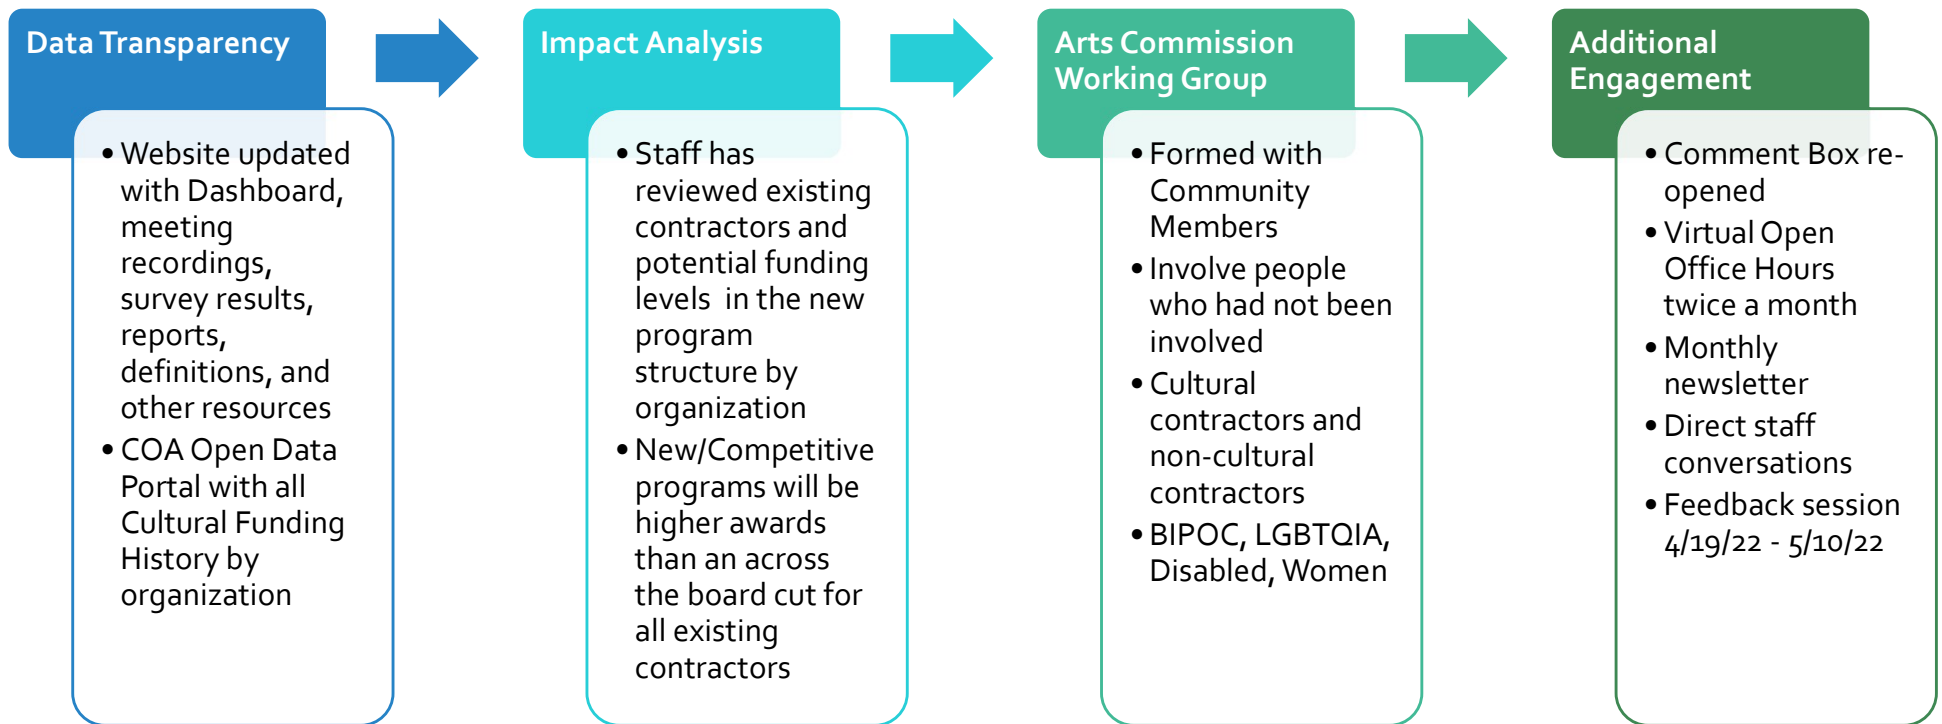 Data Transparency
• Website updated
with Dashboard,
meeting
recordings,
survey results,
reports,
definitions, and
other resources
• COA Open Data
Portal with all
Cultural Funding
History by
organization
Impact Analysis
• Staff has
reviewed existing
contractors and
potential funding
levels in the new
program
structure by
organization
• New/Competitive
programs will be
higher awards
than an across
the board cut for
all existing
contractors
Arts Commission
Working Group
• Formed with
Community
Members
• Involve people
who had not been
involved
• Cultural
contractors and
non-cultural
contractors
• BIPOC, LGBTQIA,
Disabled, Women
Additional
Engagement
• Comment Box re-
opened
• Virtual Open
Office Hours
twice a month
• Monthly
newsletter
• Direct staff
conversations
• Feedback session
4/19/22 - 5/10/22